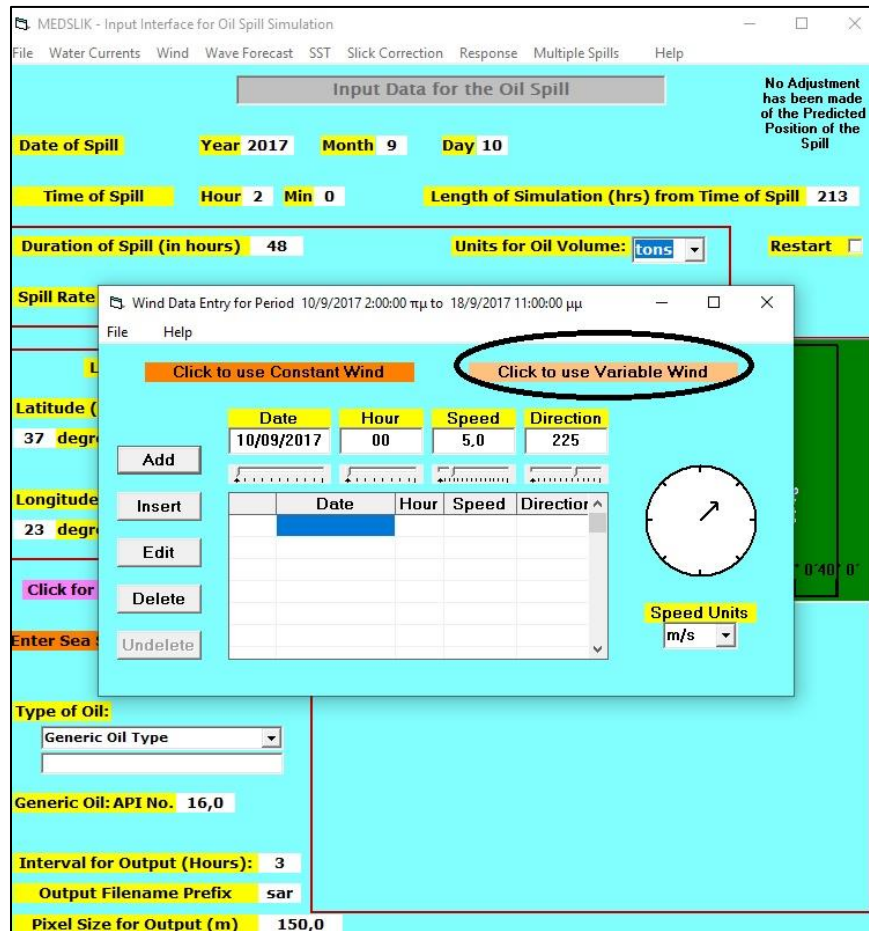 MEDSLIK - Input Interface for Oil Spill Simulation
File Water Currents Wind Wave Forecast SST Slick Correction Response Multiple Spills Help
Input Data for the Oil Spill
No Adjustment
has been made
of the Predicted
Position of the
Spill
Date of Spill Year 2017 Month 9 Day 10
Time of Spill Hour 2 Min 0 Length of Simulation (hrs) from Time of Spill 213
Duration of Spill (in hours) 48 Units for Oil Volume: tons Restart
Spill Rate
Wind Data Entry for Period 10/9/2017 2:00:00 πμ to 18/9/2017 11:00:00 μμ
File Help
Click to use Constant Wind Click to use Variable Wind
Date Hour Speed Direction
10/09/2017 00 5,0 225
Add
Insert
Edit
Delete
Undelete
Date Hour Speed Direction
Speed Units
m/s
L
Latitude (
37 degr
Longitude
23 degr
0°40' 0"
Click for
Enter Sea S
Type of Oil:
Generic Oil Type
Generic Oil: API No. 16,0
Interval for Output (Hours): 3
Output Filename Prefix sar
Pixel Size for Output (m) 150,0